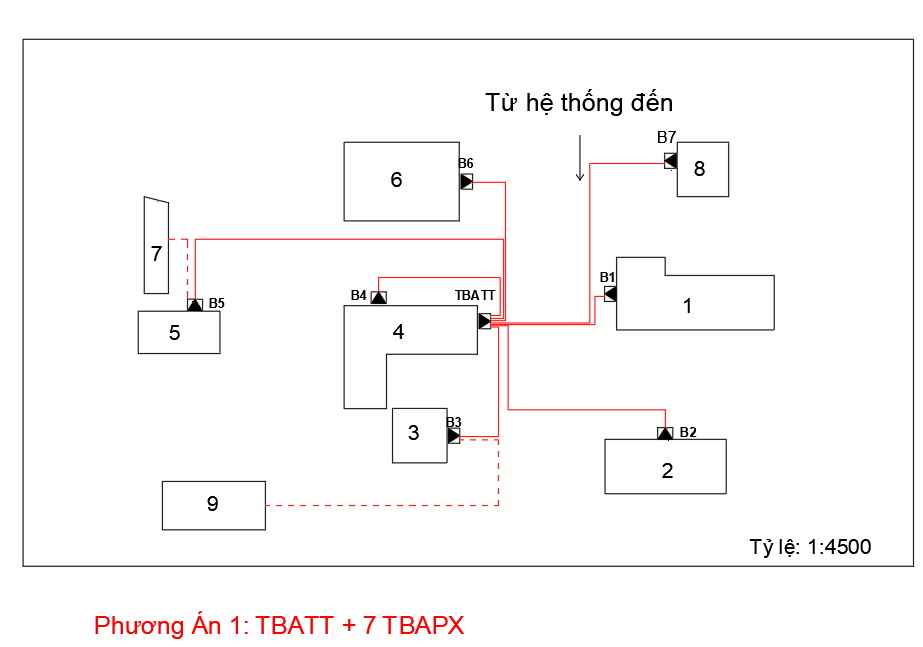 Từ hệ thống đến
B7
8
B6
6
7
B5
5
B4
TBATT
4
B1
1
B3
3
B2
2
9
Tỷ lệ: 1:4500
Phương Án 1: TBATT + 7 TBAPX